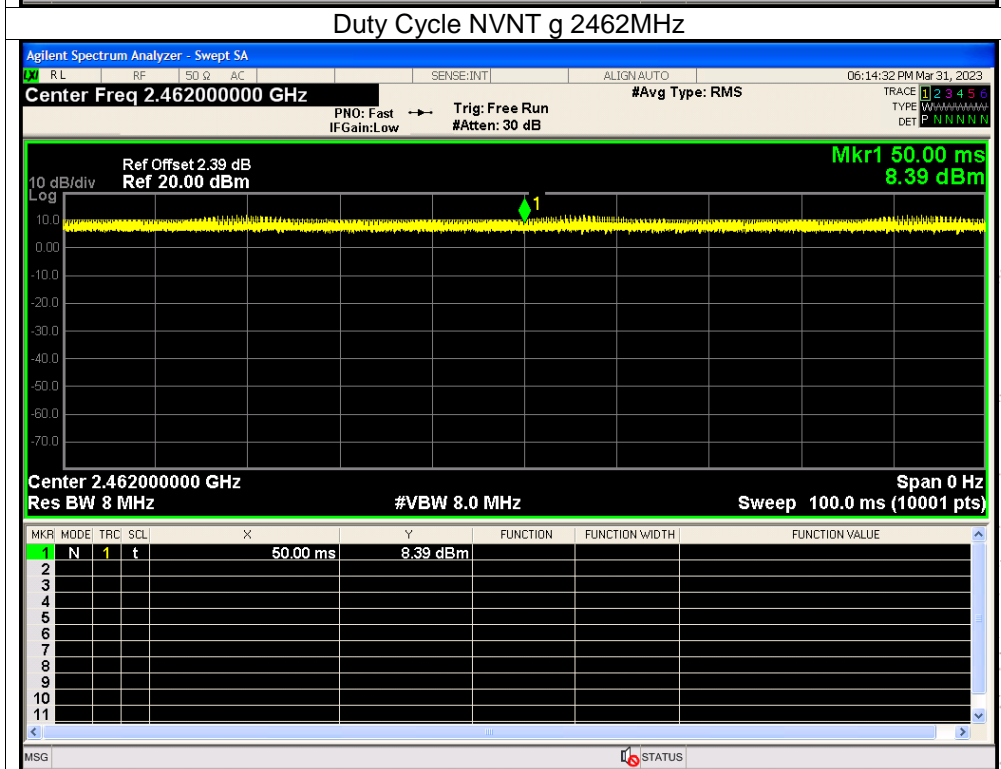 Duty Cycle NVNT g 2462MHz
Agilent Spectrum Analyzer - Swept SA
LXI RL RF 50 Ω AC SENSE:INT ALIGN AUTO 06:14:32 PM Mar 31, 2023
Center Freq 2.462000000 GHz #Avg Type: RMS TRACE 1 2 3 4 5 6
PNO: Fast Trig: Free Run TYPE WWWWWW
IFGain:Low #Atten: 30 dB DET P N N N N N
Mkr1 50.00 ms
Ref Offset 2.39 dB
10 dB/div Ref 20.00 dBm 8.39 dBm
Log
1
10.0
0.00
-10.0
-20.0
-30.0
-40.0
-50.0
-60.0
-70.0
Center 2.462000000 GHz Span 0 Hz
Res BW 8 MHz #VBW 8.0 MHz Sweep 100.0 ms (10001 pts)
MKR MODE TRC SCL X Y FUNCTION FUNCTION WIDTH FUNCTION VALUE
1 N 1 t 50.00 ms 8.39 dBm
2
3
4
5
6
7
8
9
10
11
MSG STATUS